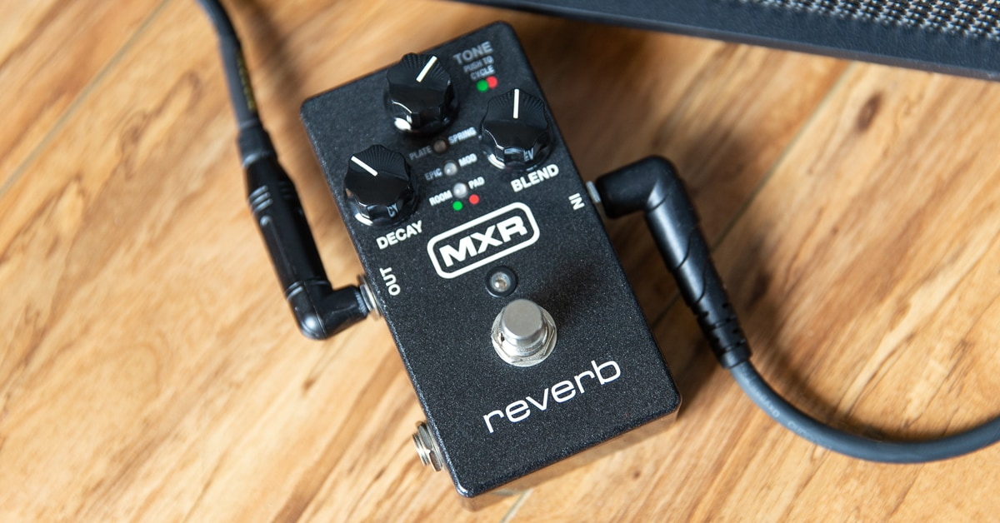 TONE
PUSH TO
CYCLE
PLATE SPRING
EPIC MOD
ROOM PAD
DECAY
BLEND
IN
OUT
MXR
reverb